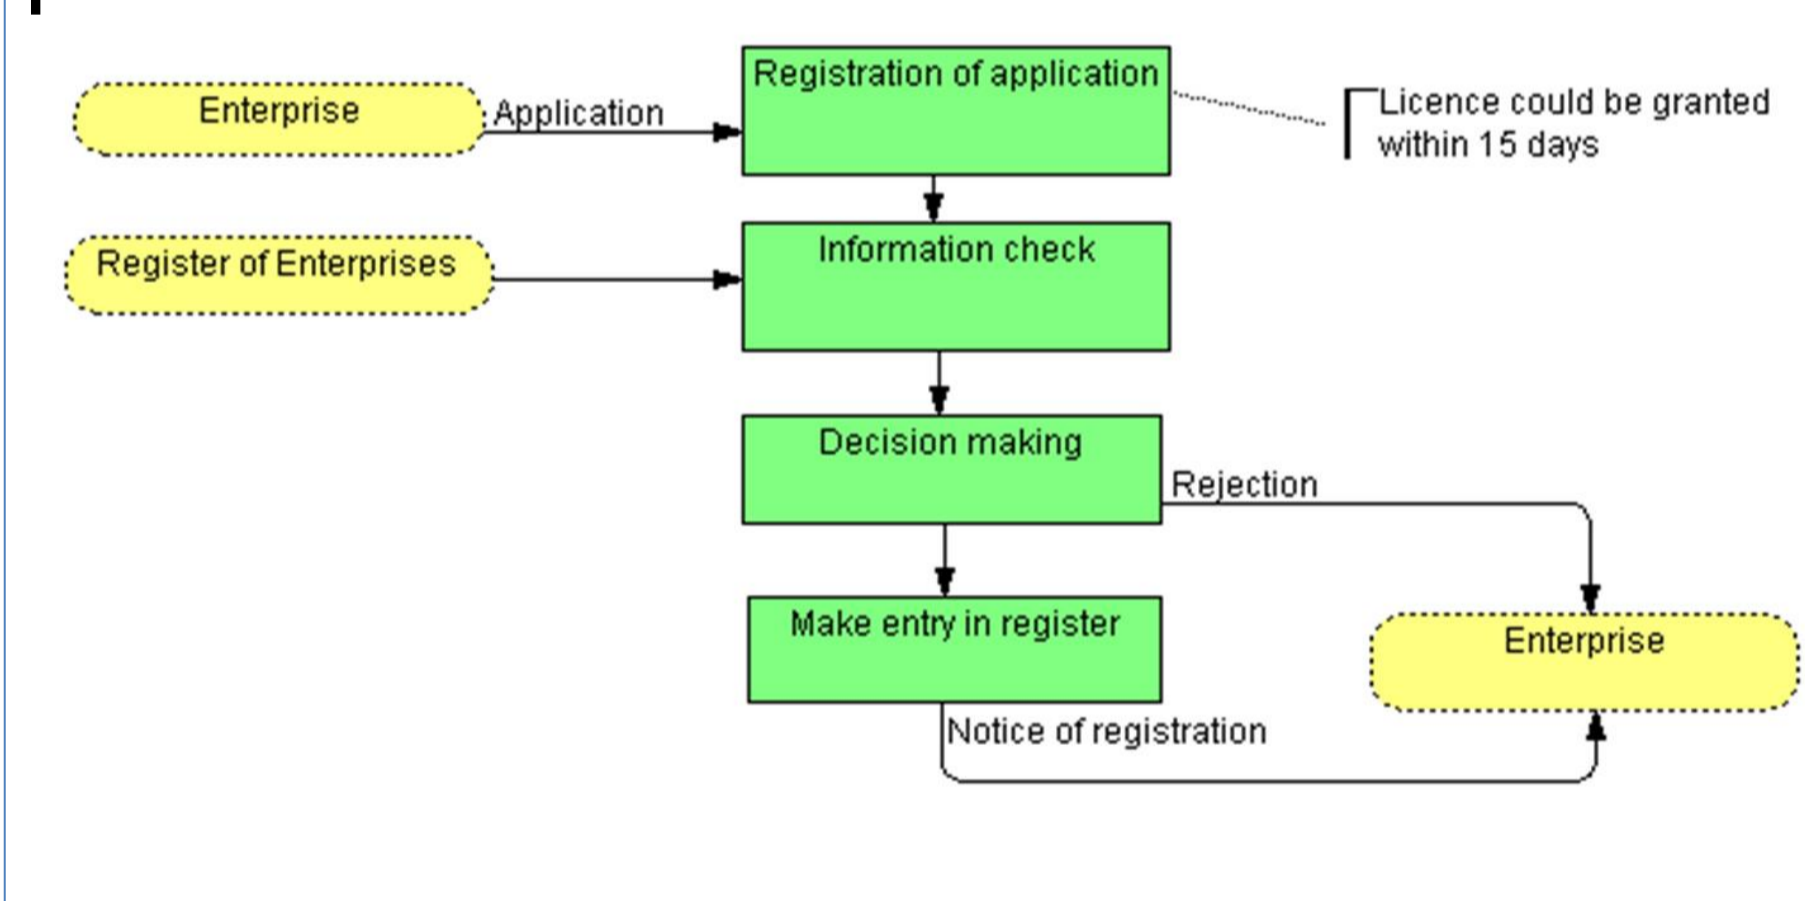 Registration of application
Enterprise
Application
Licence could be granted
within 15 days
Information check
Register of Enterprises
Decision making
Rejection
Make entry in register
Enterprise
Notice of registration